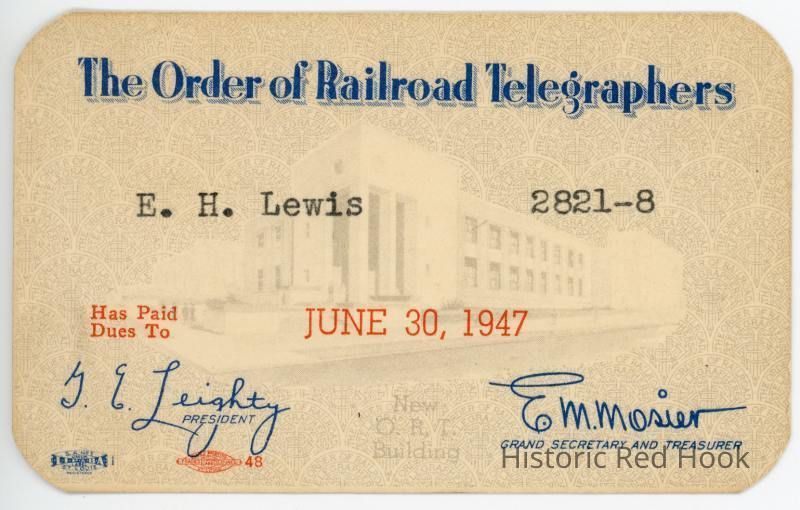 The Order of Railroad Telegraphers
E. H. Lewis 2821-8
Has Paid
Dues To
JUNE 30, 1947
G. E. Leighty
PRESIDENT
E. M. Mosier
GRAND SECRETARY AND TREASURER
New
O. R. T.
Building
48
Historic Red Hook